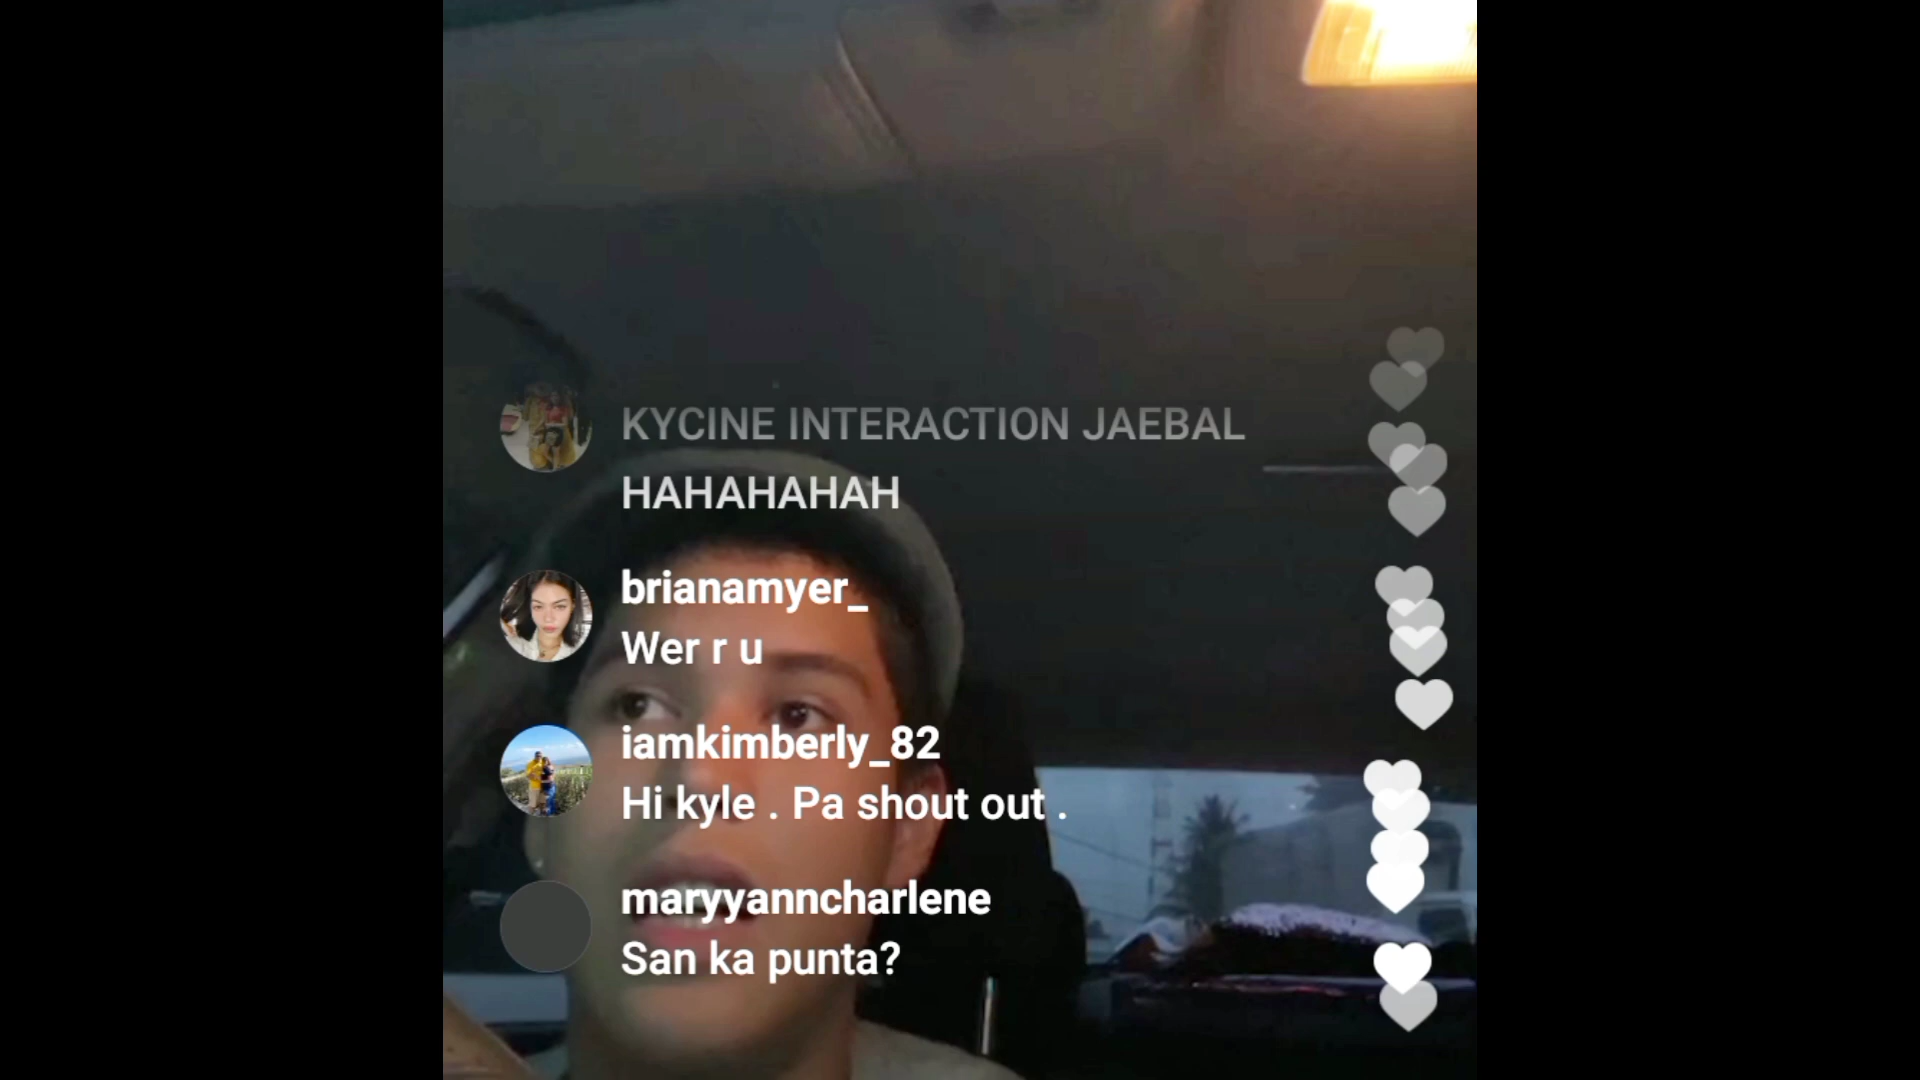 KYCINE INTERACTION JAEBAL
HAHAHAHAH
brianamyer_
Wer r u
iamkimberly_82
Hi kyle . Pa shout out .
maryyanncharlene
San ka punta?